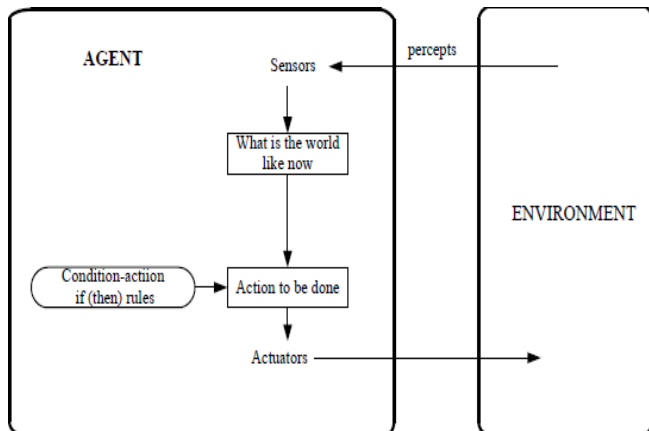 AGENT
Sensors
percepts
What is the world
like now
ENVIRONMENT
Condition-actiion
if (then) rules
Action to be done
Actuators